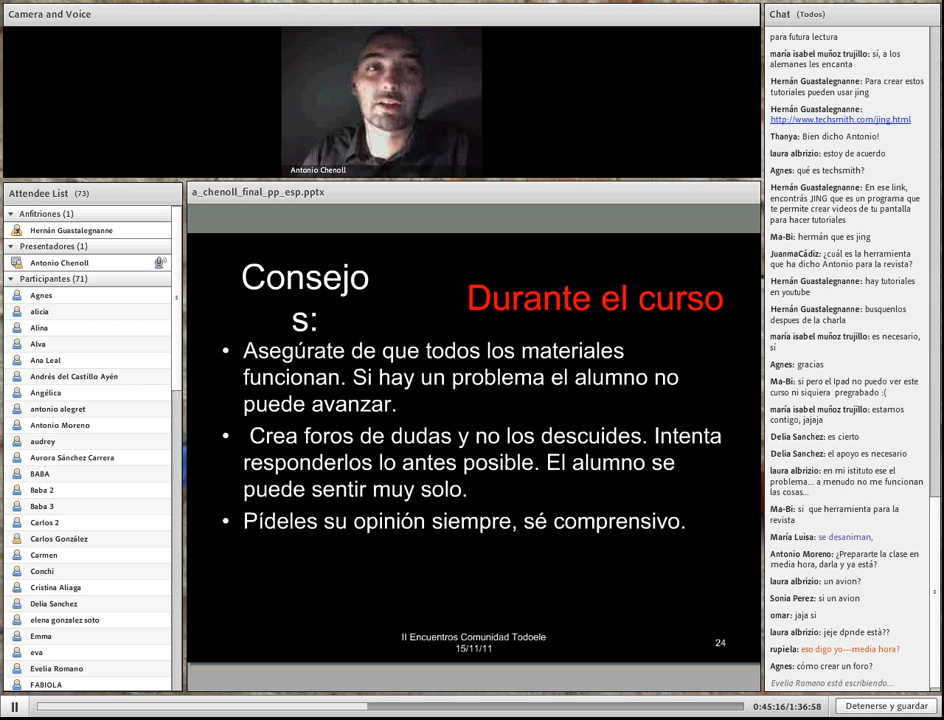 Camera and Voice
Antonio Chenoll
Attendee List (73)
Anfitriones (1)
Hernán Guastalegnanne
Presentadores (1)
Antonio Chenoll
Participantes (71)
Agnes
alicia
Alina
Alva
Ana Leal
Andrés del Castillo Ayén
Angélica
antonio alegret
Antonio Moreno
audrey
Aurora Sánchez Carrera
BABA
Baba 2
Baba 3
Carlos 2
Carlos González
Carmen
Conchi
Cristina Aliaga
Delia Sanchez
elena gonzalez soto
Emma
eva
Evelia Romano
FABIOLA
a_chenoll_final_pp_esp.pptx
Consejo
s:
Durante el curso
• Asegúrate de que todos los materiales
funcionan. Si hay un problema el alumno no
puede avanzar.
• Crea foros de dudas y no los descuides. Intenta
responderlos lo antes posible. El alumno se
puede sentir muy solo.
• Pídeles su opinión siempre, sé comprensivo.
II Encuentros Comunidad Todoele
15/11/11
24
Chat (Todos)
para futura lectura
maría isabel muñoz trujillo: sí, a los
alemanes les encanta
Hernán Guastalegnanne: Para crear estos
tutoriales pueden usar jing
Hernán Guastalegnanne:
http://www.techsmith.com/jing.html
Thanya: Bien dicho Antonio!
laura albrizio: estoy de acuerdo
Agnes: qué es techsmith?
Hernán Guastalegnanne: En ese link,
encontrás JING que es un programa que
te permite crear videos de tu pantalla
para hacer tutoriales
Ma-Bi: hermán que es jing
JuanmaCádiz: ¿cuál es la herramienta
que ha dicho Antonio para la revista?
Hernán Guastalegnanne: hay tutoriales
en youtube
Hernán Guastalegnanne: busquenlos
despues de la charla
maría isabel muñoz trujillo: es necesario,
sí
Agnes: gracias
Ma-Bi: si pero el Ipad no puedo ver este
curso ni siquiera pregrabado :(
maría isabel muñoz trujillo: estamos
contigo, jajaja
Delia Sanchez: es cierto
Delia Sanchez: el apoyo es necesario
laura albrizio: en mi istituto ese el
problema... a menudo no me funcionan
las cosas...
Ma-Bi: si que herramienta para la
revista
María Luisa: se desaniman,
Antonio Moreno: ¿Prepararte la clase en
media hora, darla y ya está?
laura albrizio: un avion?
Sonia Perez: si un avion
omar: jaja si
laura albrizio: jeje dpnde està??
rupiela: eso digo yo---media hora?
Agnes: cómo crear un foro?
Evelia Romano está escribiendo...
0:45:16/1:36:58
Detenerse y guardar